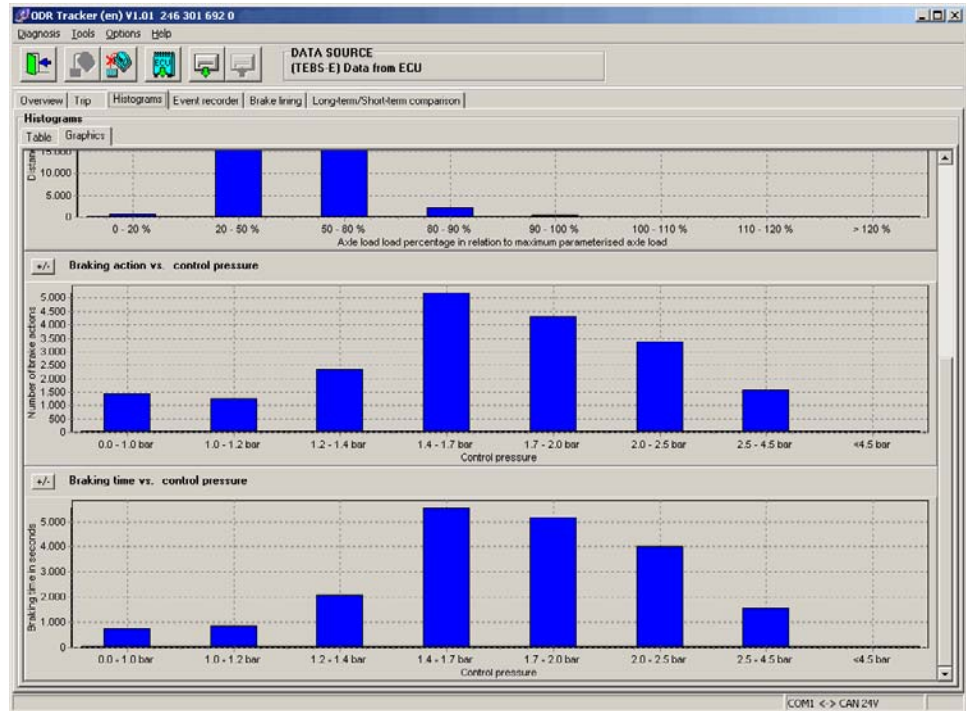 ODR Tracker (en) V1.01 246 301 692 0
Diagnosis Tools Options Help
DATA SOURCE
(TEBS-E) Data from ECU
ECU
Overview Trip Histograms Event recorder Brake lining Long-term/Short-term comparison
Histograms
Table Graphics
15.000
10.000
5.000
0
0 - 20 % 20 - 50 % 50 - 80 % 80 - 90 % 90 - 100 % 100 - 110 % 110 - 120 % > 120 %
Axle load load percentage in relation to maximum parameterised axle load
+/- Braking action vs. control pressure
Number of brake actions
5.000
4.500
4.000
3.500
3.000
2.500
2.000
1.500
1.000
500
0
0.0 - 1.0 bar 1.0 - 1.2 bar 1.2 - 1.4 bar 1.4 - 1.7 bar 1.7 - 2.0 bar 2.0 - 2.5 bar 2.5 - 4.5 bar <4.5 bar
Control pressure
+/- Braking time vs. control pressure
Braking time in seconds
5.000
4.000
3.000
2.000
1.000
0
0.0 - 1.0 bar 1.0 - 1.2 bar 1.2 - 1.4 bar 1.4 - 1.7 bar 1.7 - 2.0 bar 2.0 - 2.5 bar 2.5 - 4.5 bar <4.5 bar
Control pressure
COM1 <-> CAN 24V